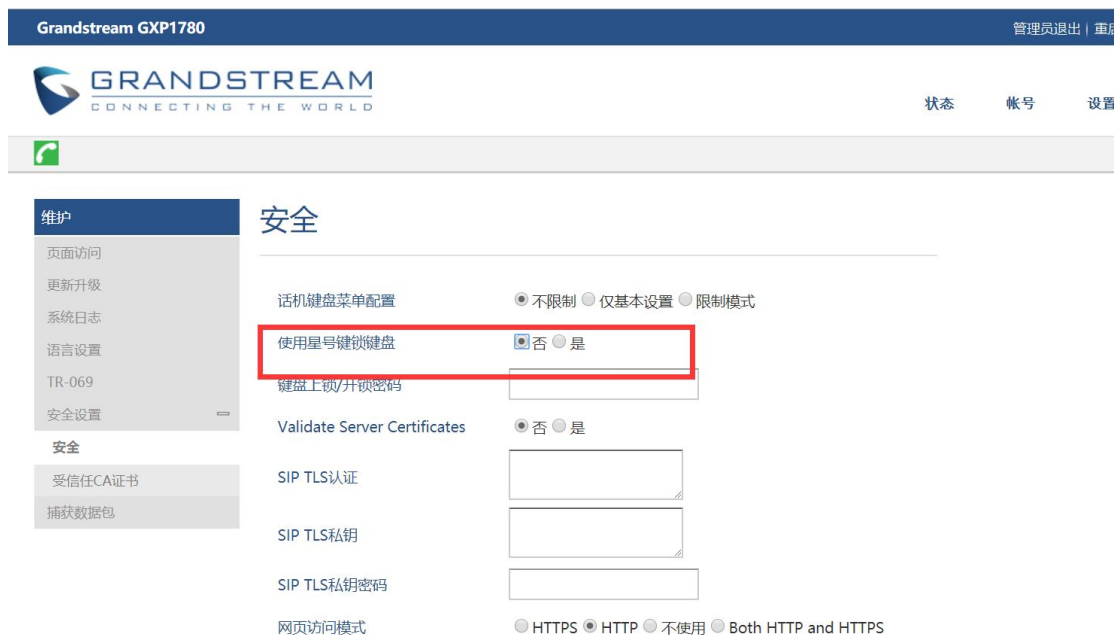 Grandstream GXP1780
管理员退出 | 重启
GRANDSTREAM
CONNECTING THE WORLD
状态 帐号 设置
维护
页面访问
更新升级
系统日志
语言设置
TR-069
安全设置
安全
受信任CA证书
捕获数据包
安全
话机键盘菜单配置 不限制 仅基本设置 限制模式
使用星号键锁键盘 否 是
键盘上锁/开锁密码
Validate Server Certificates 否 是
SIP TLS认证
SIP TLS私钥
SIP TLS私钥密码
网页访问模式 HTTPS HTTP 不使用 Both HTTP and HTTPS